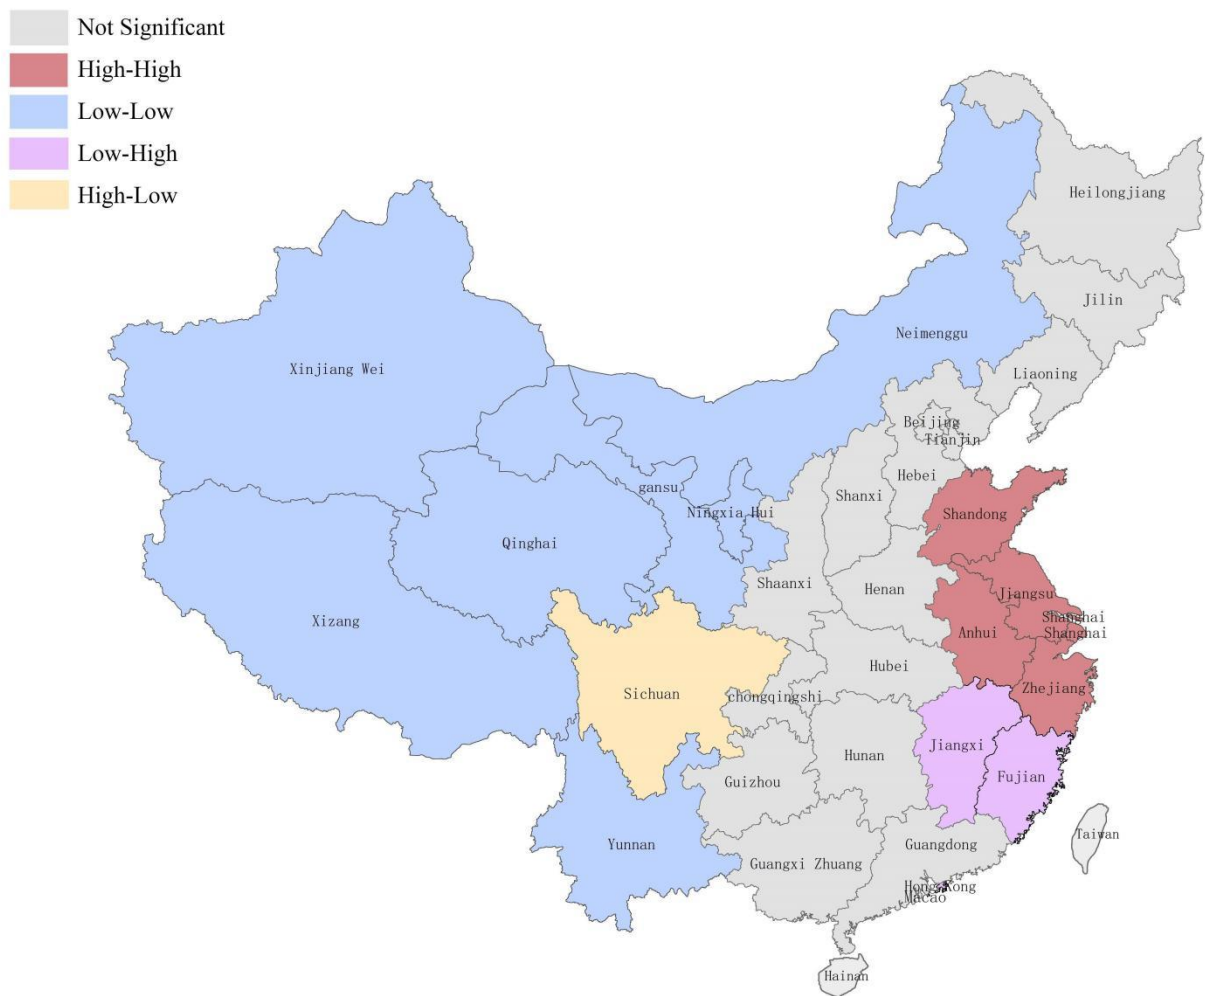 Not Significant
High-High
Low-Low
Low-High
High-Low
Heilongjiang
Jilin
Neimenggu
Liaoning
Xinjiang Wei
Beijing
Tianjin
Hebei
gansu
Shanxi
Ningxia Hui
Shandong
Qinghai
Shaanxi
Henan
Jiangsu
Xizang
Shanghai
Anhui
Shanghai
Hubei
Zhejiang
Sichuan
chongqingshi
Jiangxi
Hunan
Fujian
Guizhou
Taiwan
Yunnan
Guangdong
Guangxi Zhuang
Hong Kong
Macao
Hainan